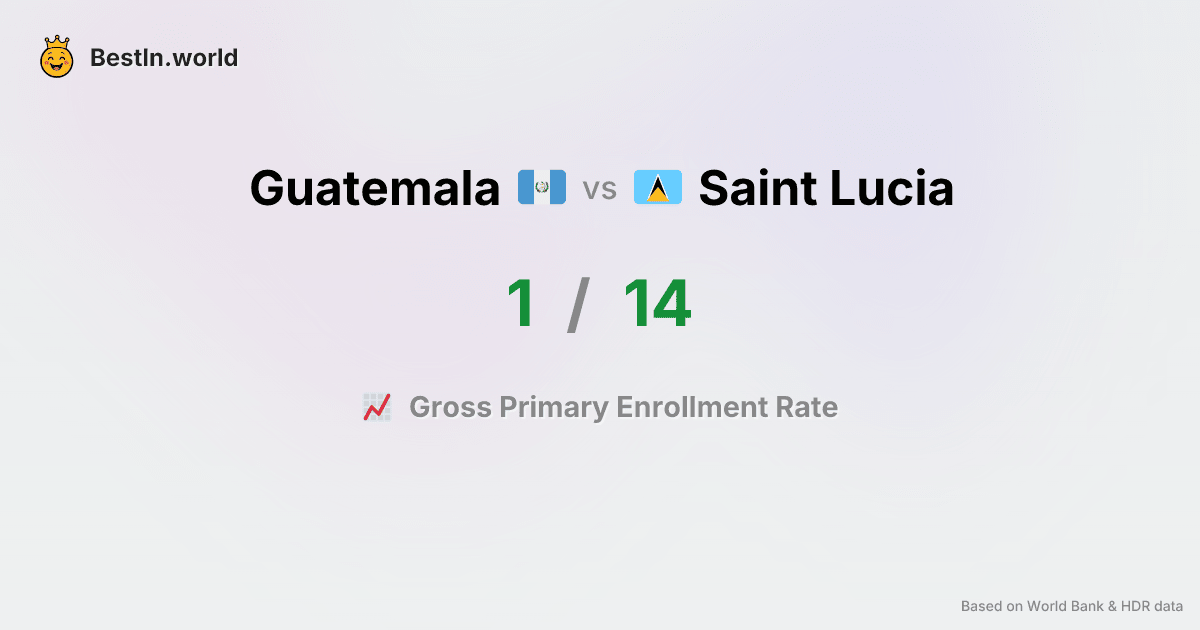 BestIn.world
Guatemala vs Saint Lucia
1 / 14
Gross Primary Enrollment Rate
Based on World Bank & HDR data